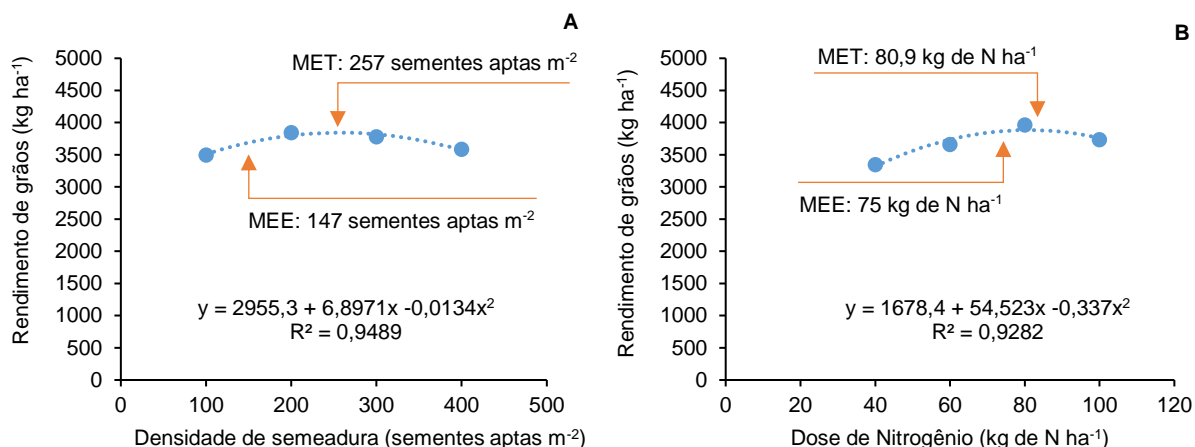 A
Rendimento de grãos (kg ha⁻¹)
5000
4500
4000
3500
3000
2500
2000
1500
1000
500
0
MET: 257 sementes aptas m⁻²
MEE: 147 sementes aptas m⁻²
y = 2955,3 + 6,8971x -0,0134x²
R² = 0,9489
0 100 200 300 400 500
Densidade de semeadura (sementes aptas m⁻²)
B
Rendimento de grãos (kg ha⁻¹)
5000
4500
4000
3500
3000
2500
2000
1500
1000
500
0
MET: 80,9 kg de N ha⁻¹
MEE: 75 kg de N ha⁻¹
y = 1678,4 + 54,523x -0,337x²
R² = 0,9282
0 20 40 60 80 100 120
Dose de Nitrogênio (kg de N ha⁻¹)